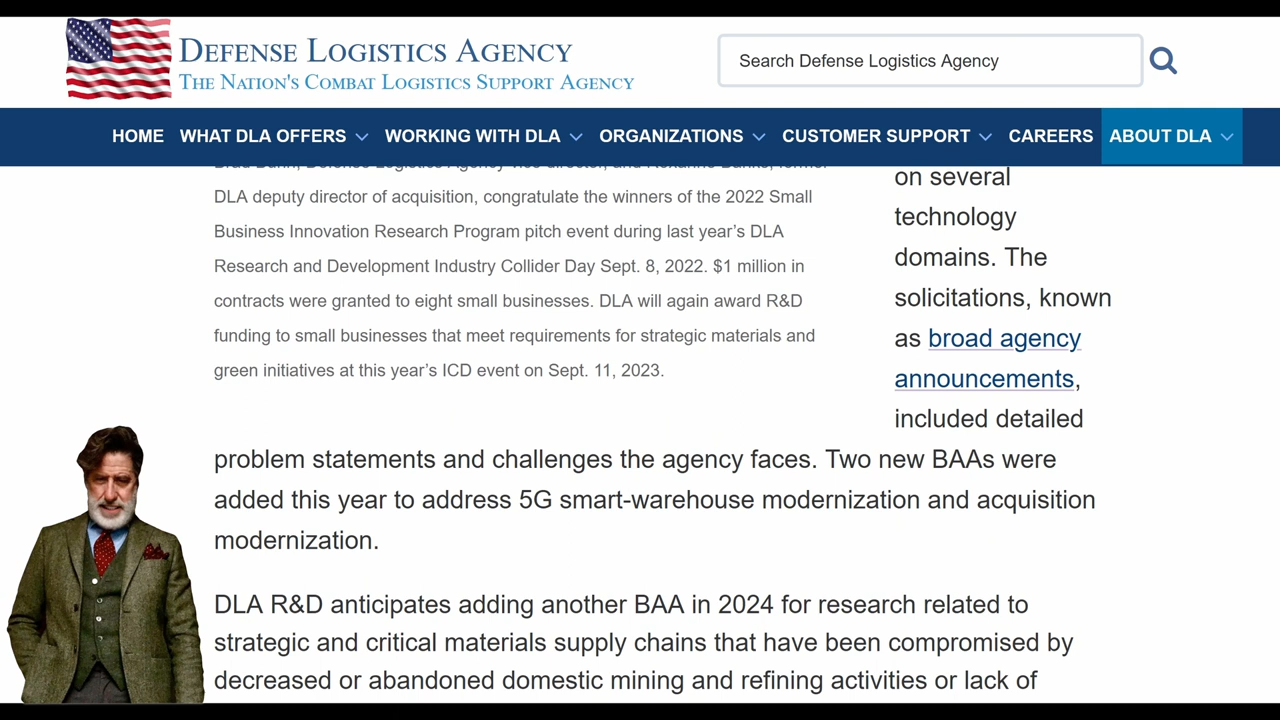 DEFENSE LOGISTICS AGENCY
THE NATION'S COMBAT LOGISTICS SUPPORT AGENCY
Search Defense Logistics Agency
HOME WHAT DLA OFFERS WORKING WITH DLA ORGANIZATIONS CUSTOMER SUPPORT CAREERS ABOUT DLA
DLA deputy director of acquisition, congratulate the winners of the 2022 Small
Business Innovation Research Program pitch event during last year’s DLA
Research and Development Industry Collider Day Sept. 8, 2022. $1 million in
contracts were granted to eight small businesses. DLA will again award R&D
funding to small businesses that meet requirements for strategic materials and
green initiatives at this year’s ICD event on Sept. 11, 2023.
on several
technology
domains. The
solicitations, known
as broad agency
announcements,
included detailed
problem statements and challenges the agency faces. Two new BAAs were
added this year to address 5G smart-warehouse modernization and acquisition
modernization.
DLA R&D anticipates adding another BAA in 2024 for research related to
strategic and critical materials supply chains that have been compromised by
decreased or abandoned domestic mining and refining activities or lack of